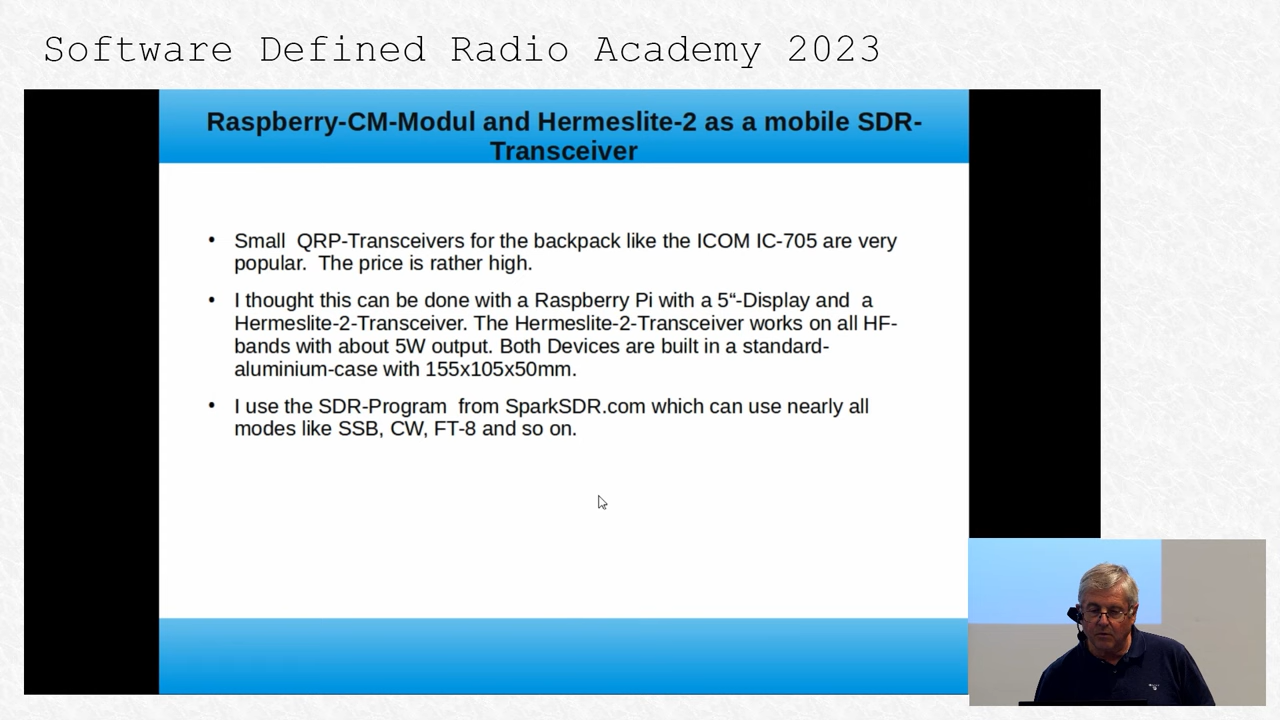 Software Defined Radio Academy 2023
Raspberry-CM-Modul and Hermeslite-2 as a mobile SDR-
Transceiver
• Small  QRP-Transceivers for the backpack like the ICOM IC-705 are very
popular.  The price is rather high.
• I thought this can be done with a Raspberry Pi with a 5“-Display and  a
Hermeslite-2-Transceiver. The Hermeslite-2-Transceiver works on all HF-
bands with about 5W output. Both Devices are built in a standard-
aluminium-case with 155x105x50mm.
• I use the SDR-Program  from SparkSDR.com which can use nearly all
modes like SSB, CW, FT-8 and so on.